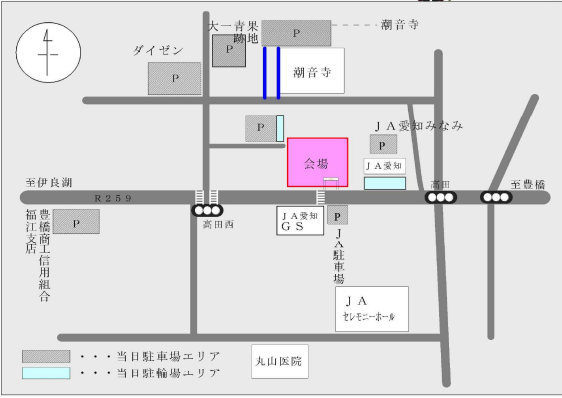 大一青果
跡地
P
P
潮音寺
ダイゼン
P
潮音寺
P
会場
JA愛知みなみ
P
JA愛知
至伊良湖
R259
高田
至豊橋
高田西
豊橋商工信用組合
福江支店
P
JA愛知
GS
P
JA駐車場
JA
セレモニーホール
丸山医院
・・・当日駐車場エリア
・・・当日駐輪場エリア